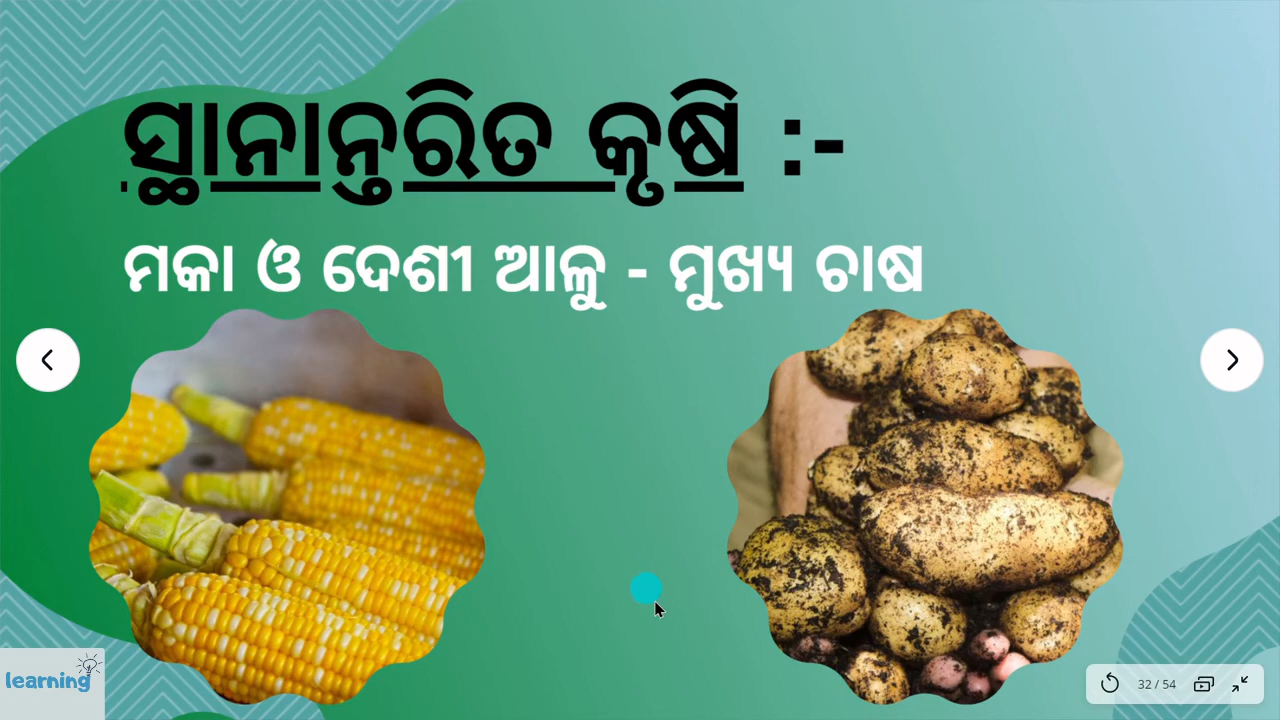 ସ୍ଥାନାନ୍ତରିତ କୃଷି :-
ମକା ଓ ଦେଶୀ ଆଳୁ - ମୁଖ୍ୟ ଚାଷ
learning
32 / 54